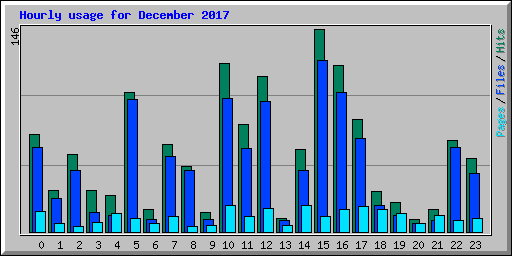 Hourly usage for December 2017
146
Pages/Files/Hits
0 1 2 3 4 5 6 7 8 9 10 11 12 13 14 15 16 17 18 19 20 21 22 23